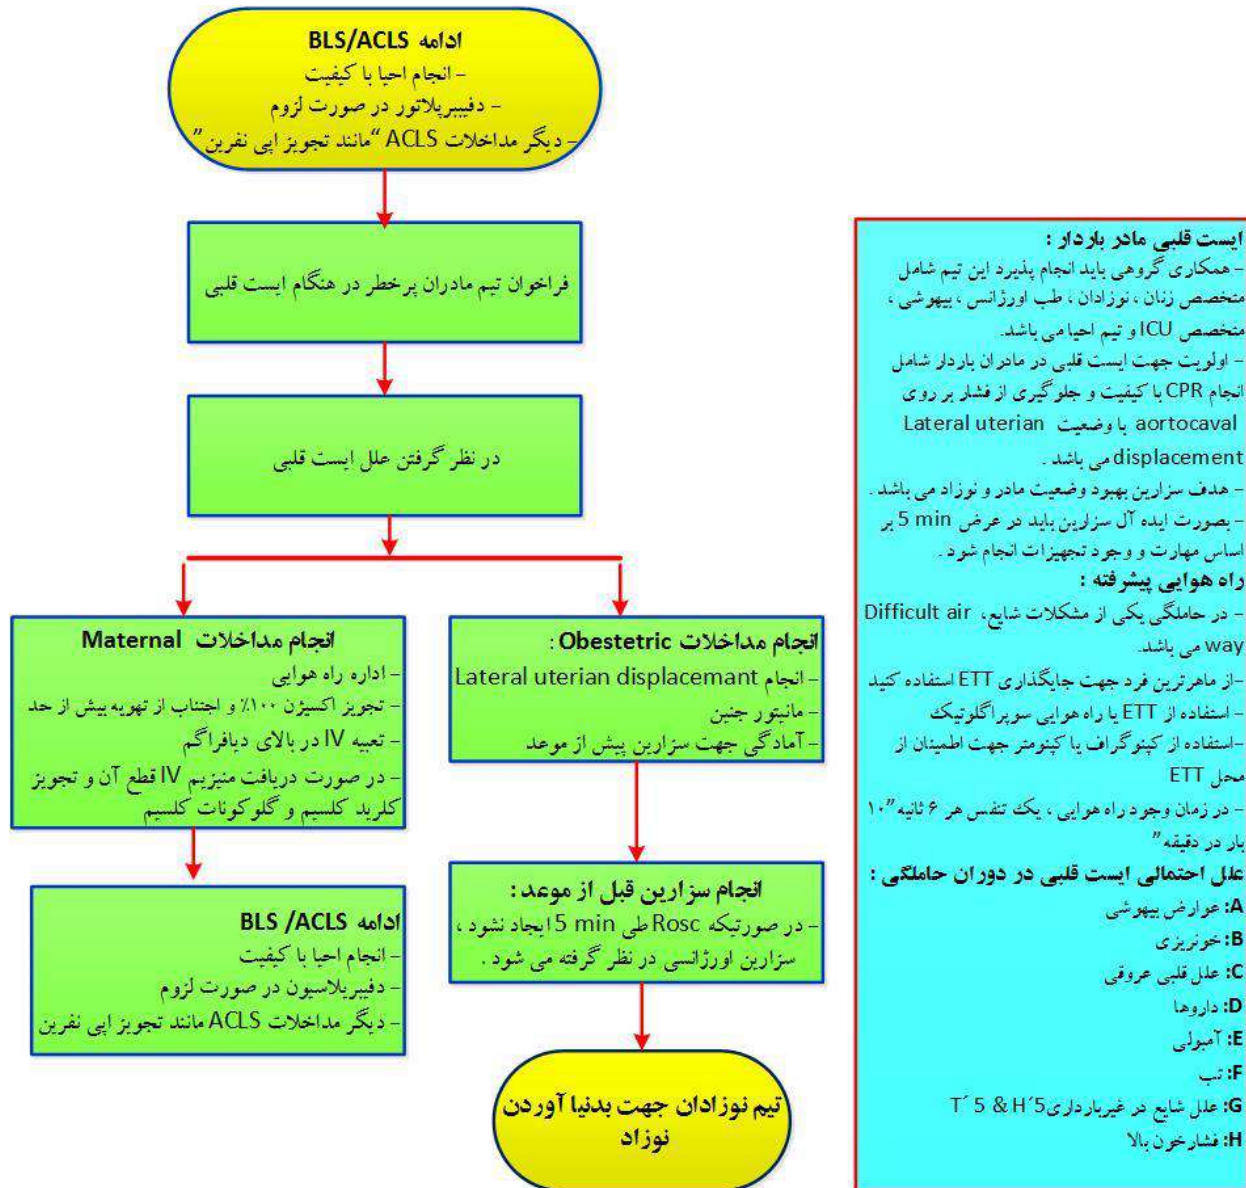 ادامه BLS/ACLS
- انجام احیا با کیفیت
- دفیبرپلاتور در صورت لزوم
- دیگر مداخلات ACLS “مانند تجویز اپی نفرین”
فراخوان تیم مادران پرخطر در هنگام ایست قلبی
در نظر گرفتن علل ایست قلبی
انجام مداخلات Obestetric :
- انجام Lateral uterian displacemant
- مانیتور جنین
- آمادگی جهت سزارین پیش از موعد
انجام سزارین قبل از موعد :
- در صورتیکه Rosc طی 5 min ایجاد نشود ،
سزارین اورژانسی در نظر گرفته می شود .
تیم نوزادان جهت بدنیا آوردن
نوزاد
انجام مداخلات Maternal
- اداره راه هوایی
- تجویز اکسیژن ۱۰۰٪ و اجتناب از تهویه بیش از حد
- تعبیه IV در بالای دیافراگم
- در صورت دریافت منیزیم IV قطع آن و تجویز
کلرید کلسیم و گلوکونات کلسیم
ادامه BLS /ACLS
- انجام احیا با کیفیت
- دفیبریلاسیون در صورت لزوم
- دیگر مداخلات ACLS مانند تجویز اپی نفرین
ایست قلبی مادر باردار :
- همکاری گروهی باید انجام پذیرد این تیم شامل
متخصص زنان ، نوزادان ، طب اورژانس ، بیهوشی ،
متخصص ICU و تیم احیا می باشد.
- اولویت جهت ایست قلبی در مادران باردار شامل
انجام CPR با کیفیت و جلوگیری از فشار بر روی
aortocaval با وضعیت Lateral uterian
displacement می باشد .
- هدف سزارین بهبود وضعیت مادر و نوزاد می باشد .
- بصورت ایده آل سزارین باید در عرض 5 min بر
اساس مهارت و وجود تجهیزات انجام شود .
راه هوایی پیشرفته :
- در حاملگی یکی از مشکلات شایع، Difficult air
way می باشد.
-از ماهرترین فرد جهت جایگذاری ETT استفاده کنید
- استفاده از ETT یا راه هوایی سوپراگلوتیک
-استفاده از کپنوگراف یا کپنومتر جهت اطمینان از
محل ETT
- در زمان وجود راه هوایی ، یک تنفس هر ۶ ثانیه ”۱۰
بار در دقیقه”
علل احتمالی ایست قلبی در دوران حاملگی :
A: عوارض بیهوشی
B: خونریزی
C: علل قلبی عروقی
D: داروها
E: آمبولی
F: تب
G: علل شایع در غیربارداری T´ 5 & H´5
H: فشارخون بالا